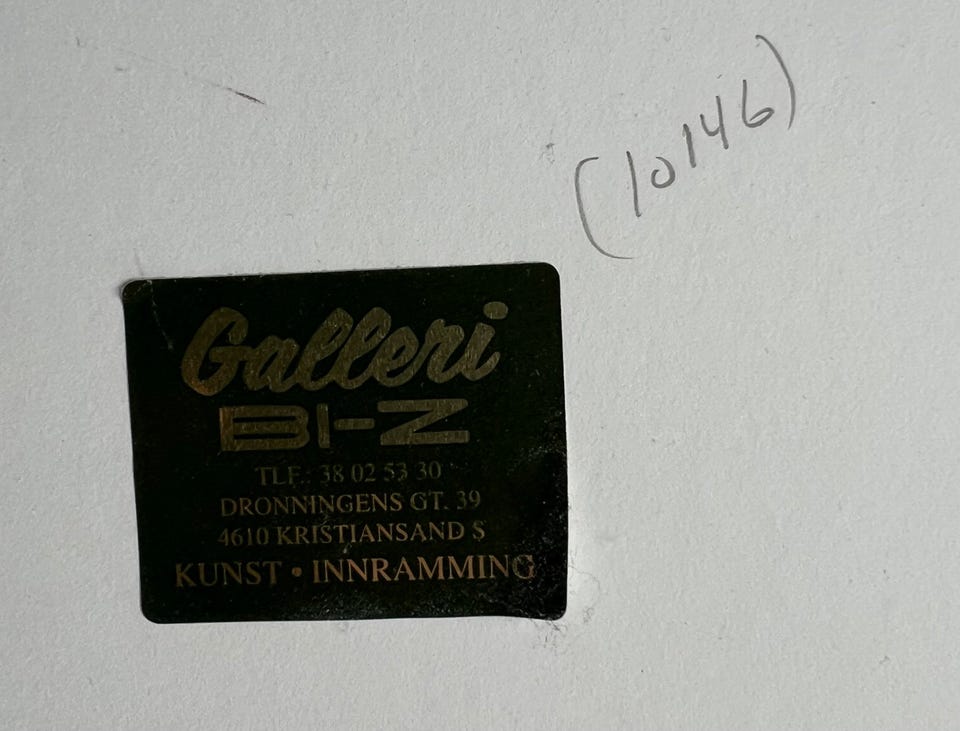 (10146)
Galleri
BI-Z
TLF.: 38 02 53 30
DRONNINGENS GT. 39
4610 KRISTIANSAND S
KUNST • INNRAMMING